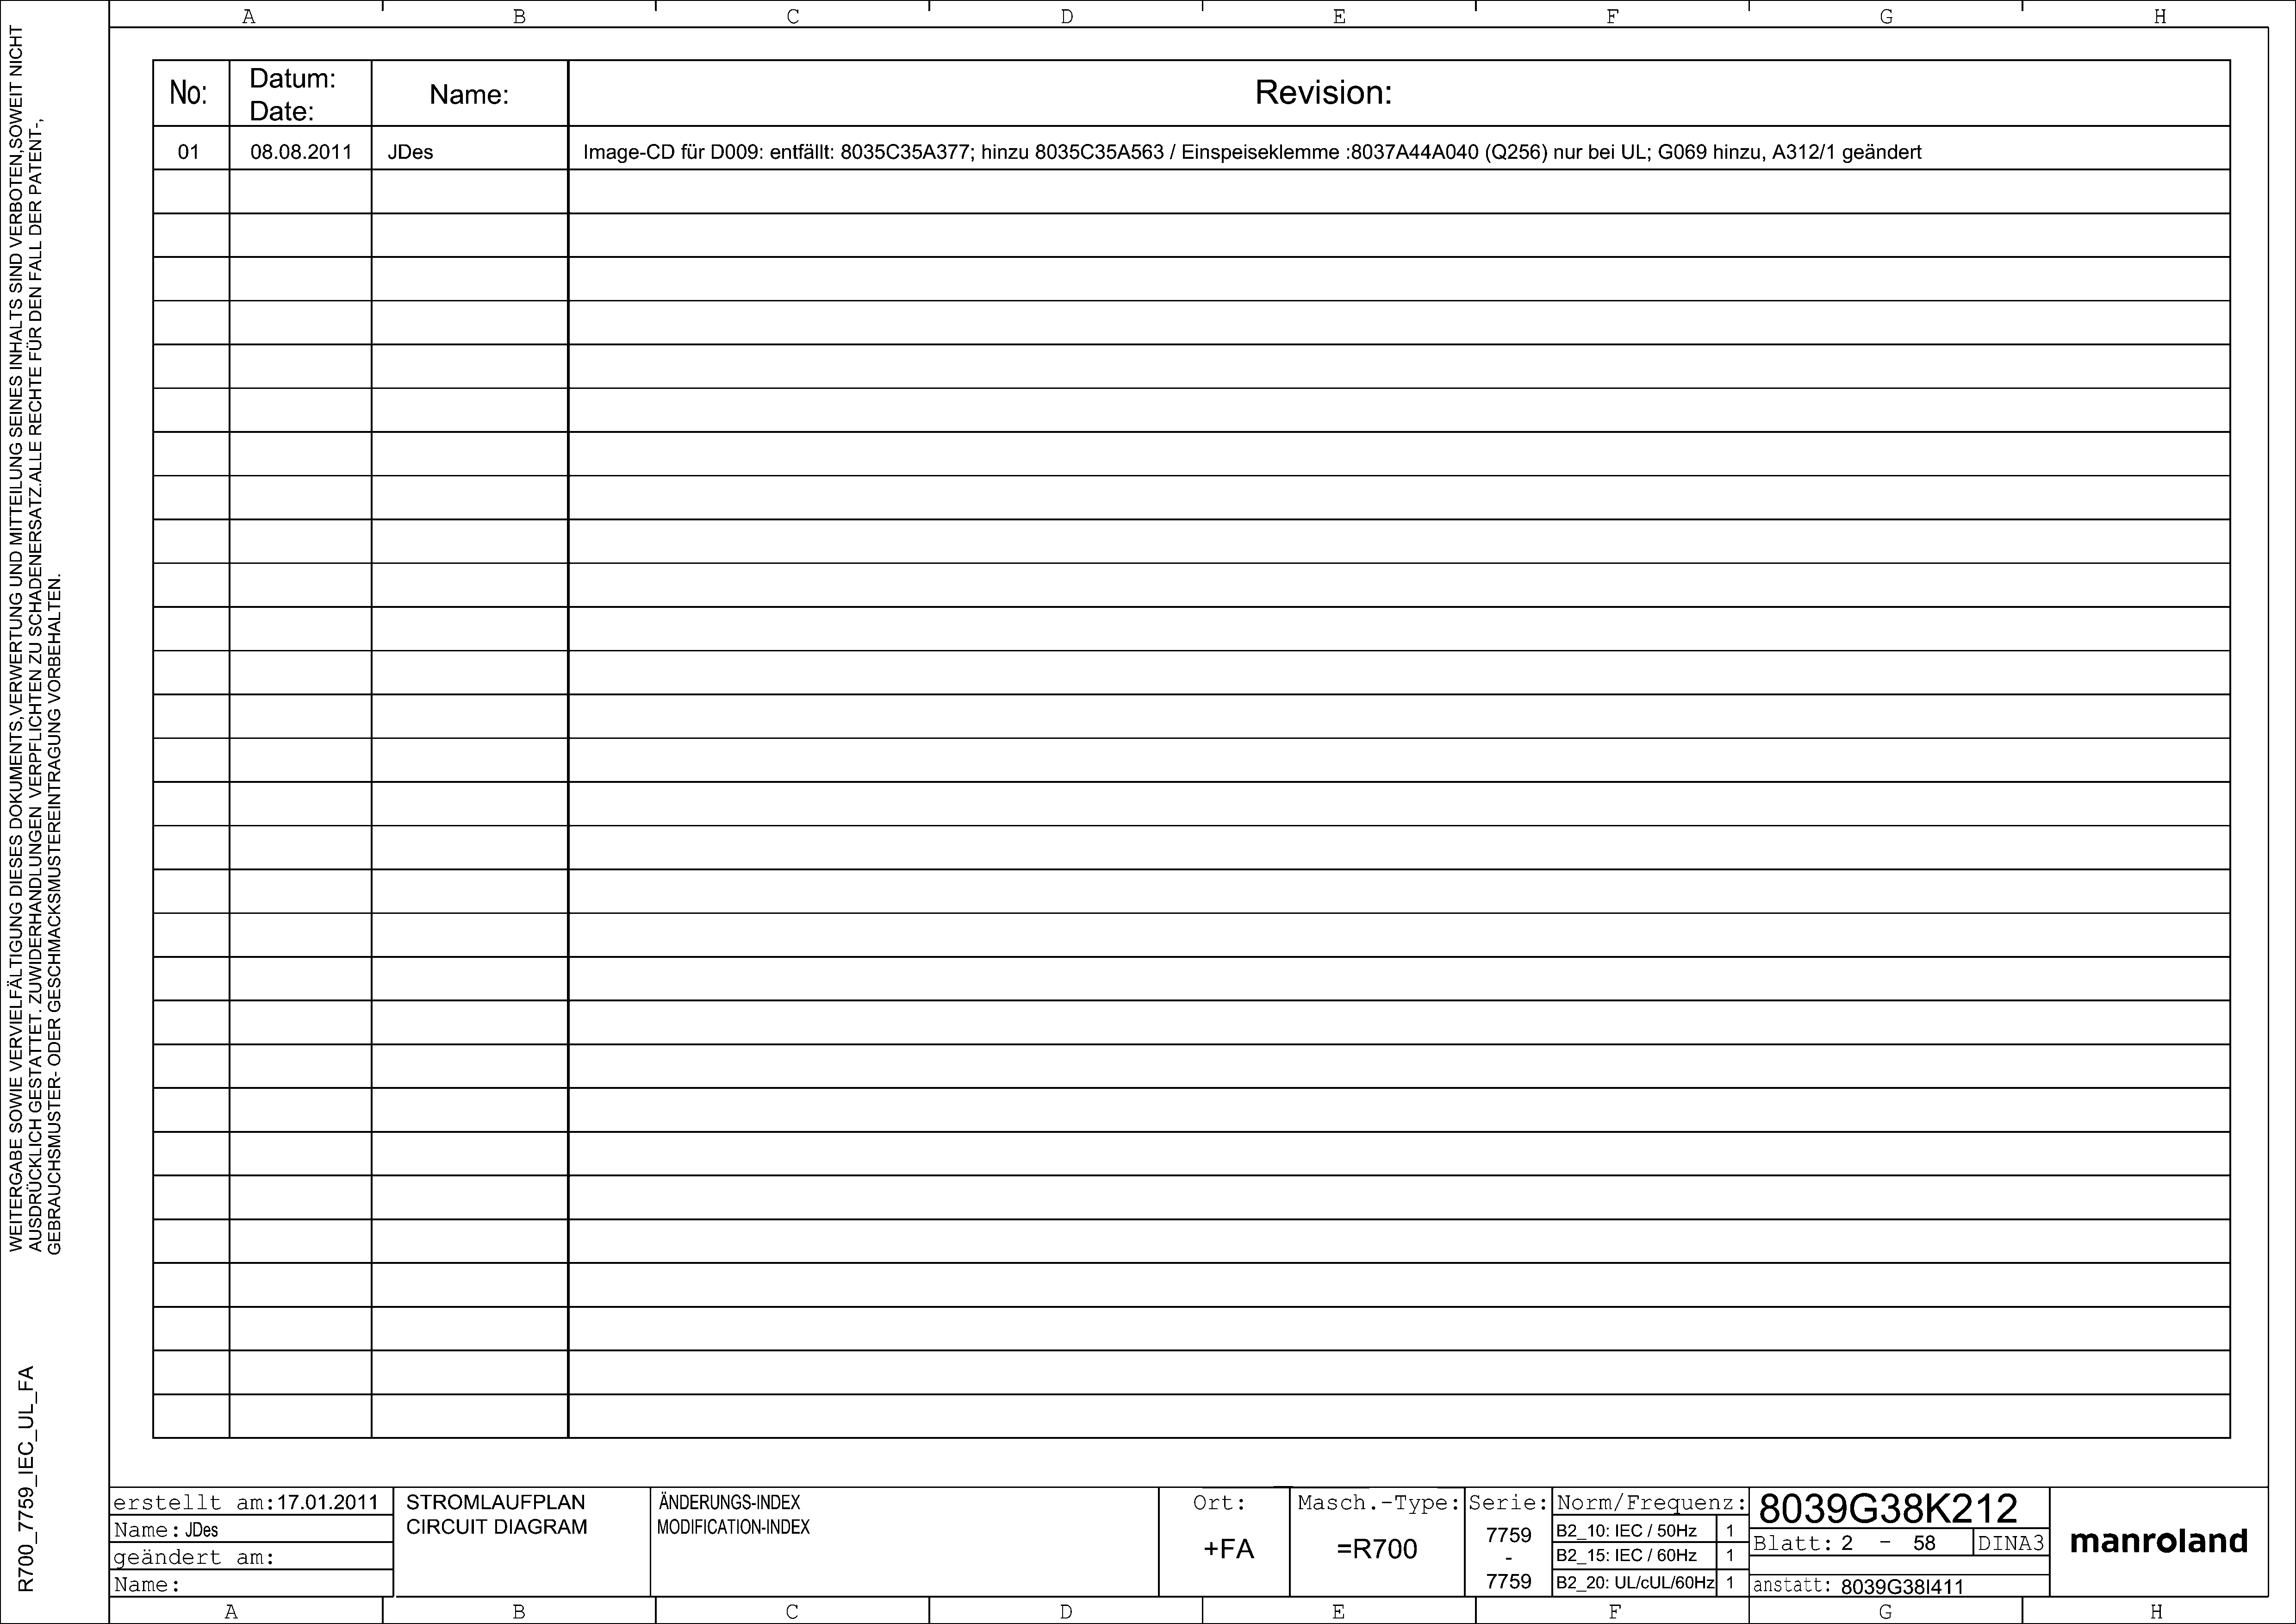 A B C D E F G H
WEITERGABE SOWIE VERVIELFÄLTIGUNG DIESES DOKUMENTS,VERWERTUNG UND MITTEILUNG SEINES INHALTS SIND VERBOTEN,SOWEIT NICHT
AUSDRÜCKLICH GESTATTET. ZUWIDERHANDLUNGEN VERPFLICHTEN ZU SCHADENERSATZ.ALLE RECHTE FÜR DEN FALL DER PATENT-,
GEBRAUCHSMUSTER- ODER GESCHMACKSMUSTEREINTRAGUNG VORBEHALTEN.
R700_7759_IEC_UL_FA
No: Datum: Name: Revision:
Date:
01 08.08.2011 JDes Image-CD für D009: entfällt: 8035C35A377; hinzu 8035C35A563 / Einspeiseklemme :8037A44A040 (Q256) nur bei UL; G069 hinzu, A312/1 geändert
erstellt am:17.01.2011 STROMLAUFPLAN ÄNDERUNGS-INDEX Ort: Masch.-Type: Serie: Norm/Frequenz: 8039G38K212
Name: JDes CIRCUIT DIAGRAM MODIFICATION-INDEX +FA =R700 7759 B2_10: IEC / 50Hz 1 Blatt: 2 - 58 DINA3 manroland
geändert am: - B2_15: IEC / 60Hz 1
Name: 7759 B2_20: UL/cUL/60Hz 1 anstatt: 8039G38I411
A B C D E F G H